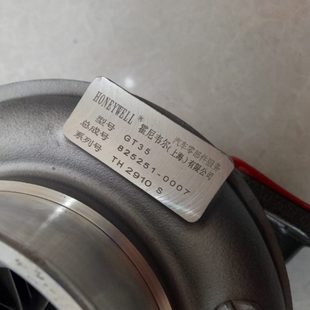 HONEYWELL ® 霍尼韦尔(上海)有限公司
汽车零部件服务
型号 GT35
总成号 825251-0007
系列号 TH 2910 S